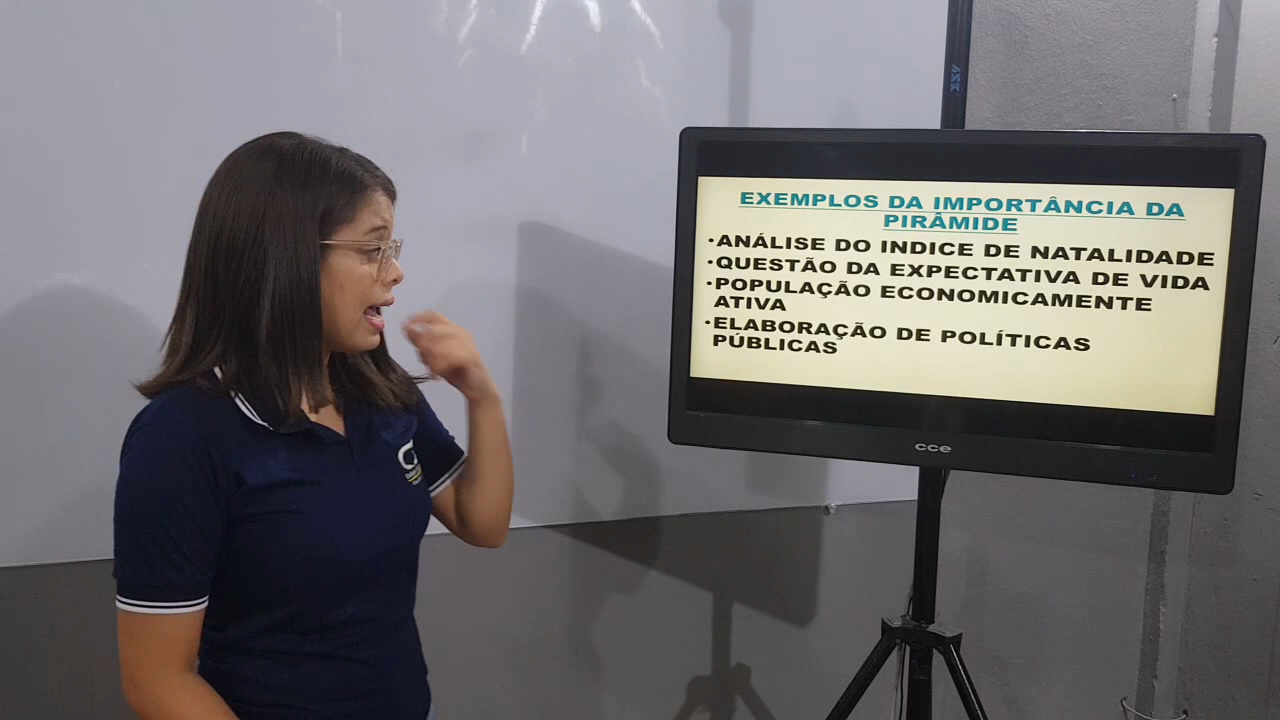 EXEMPLOS DA IMPORTÂNCIA DA
PIRÂMIDE
•ANÁLISE DO INDICE DE NATALIDADE
•QUESTÃO DA EXPECTATIVA DE VIDA
•POPULAÇÃO ECONOMICAMENTE
ATIVA
•ELABORAÇÃO DE POLÍTICAS
PÚBLICAS
cce